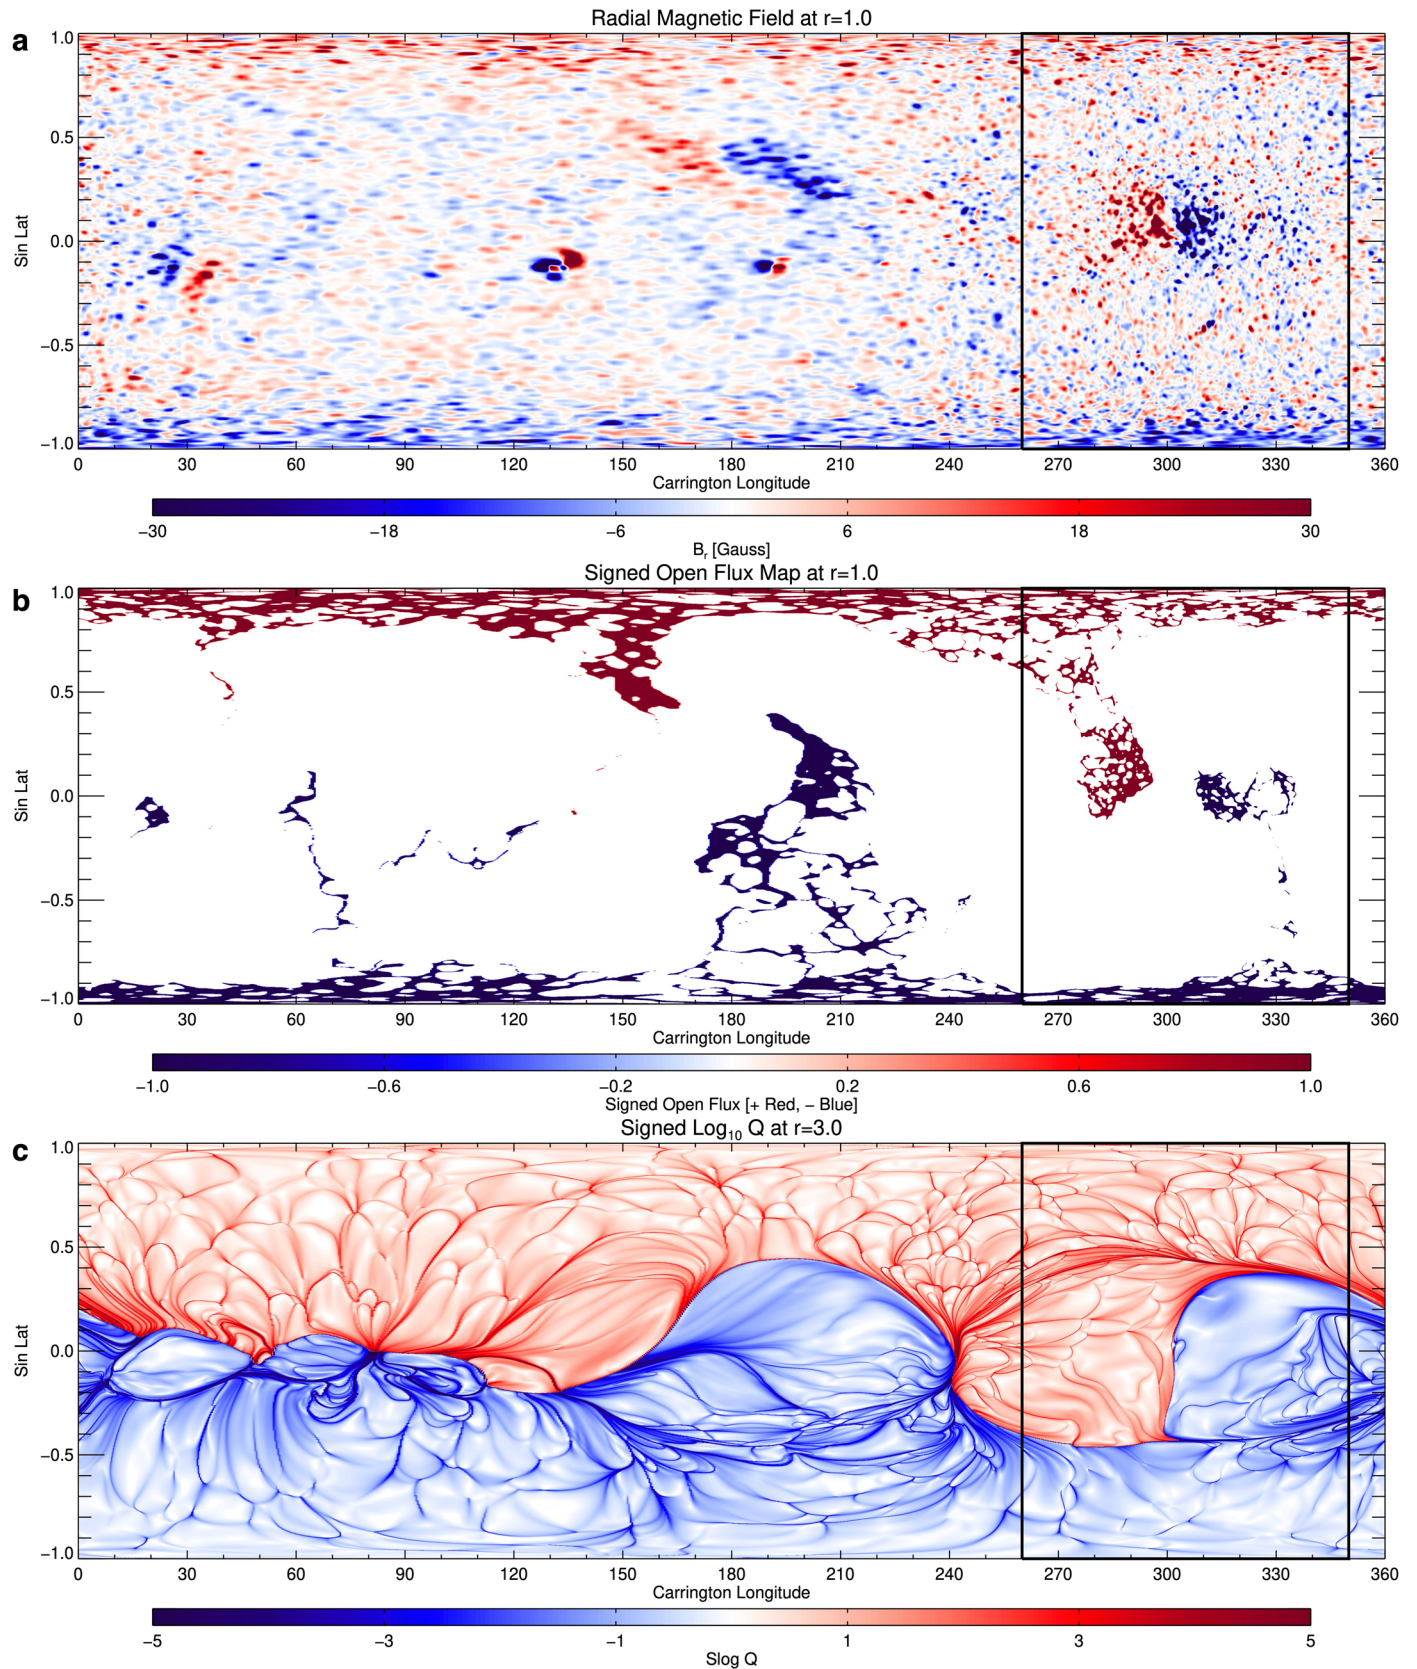 a
Radial Magnetic Field at r=1.0
1.0
0.5
0.0
−0.5
−1.0
Sin Lat
0 30 60 90 120 150 180 210 240 270 300 330 360
Carrington Longitude
−30 −18 −6 6 18 30
Br [Gauss]
b
Signed Open Flux Map at r=1.0
1.0
0.5
0.0
−0.5
−1.0
Sin Lat
0 30 60 90 120 150 180 210 240 270 300 330 360
Carrington Longitude
−1.0 −0.6 −0.2 0.2 0.6 1.0
Signed Open Flux [+ Red, − Blue]
c
Signed Log10 Q at r=3.0
1.0
0.5
0.0
−0.5
−1.0
Sin Lat
0 30 60 90 120 150 180 210 240 270 300 330 360
Carrington Longitude
−5 −3 −1 1 3 5
Slog Q